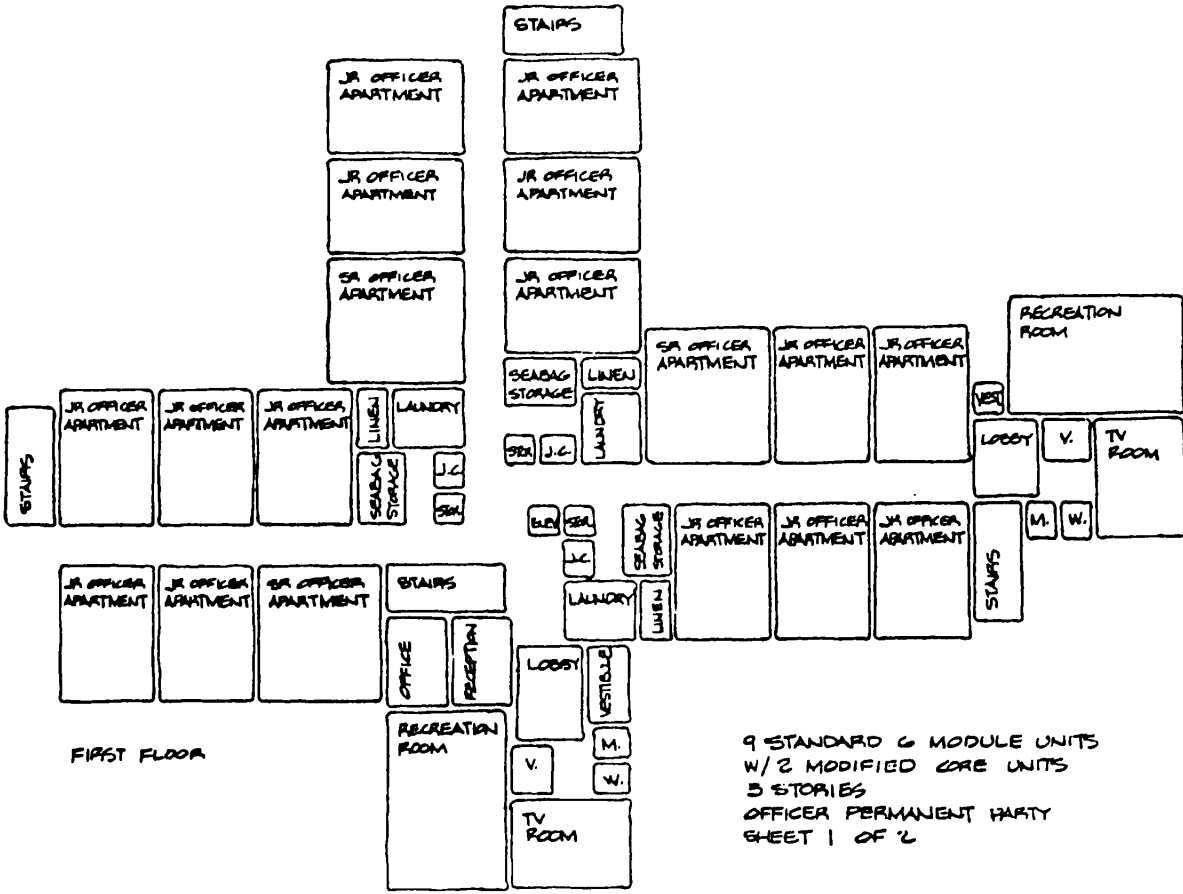 STAIRS
JR OFFICER
APARTMENT
JR OFFICER
APARTMENT
JR OFFICER
APARTMENT
JR OFFICER
APARTMENT
SR OFFICER
APARTMENT
JR OFFICER
APARTMENT
RECREATION
ROOM
SR OFFICER
APARTMENT
JR OFFICER
APARTMENT
JR OFFICER
APARTMENT
SEABAG
STORAGE
LINEN
VEST
STAIRS
JR OFFICER
APARTMENT
JR OFFICER
APARTMENT
JR OFFICER
APARTMENT
LINEN
LAUNDRY
LAUNDRY
LOBBY
V.
TV
ROOM
STOR
J.C.
SEABAG
STORAGE
J.C.
STOR
ELEV
STOR
SEABAG
STORAGE
JR OFFICER
APARTMENT
JR OFFICER
APARTMENT
JR OFFICER
APARTMENT
STAIRS
M.
W.
J.C.
JR OFFICER
APARTMENT
JR OFFICER
APARTMENT
SR OFFICER
APARTMENT
STAIRS
LAUNDRY
LINEN
OFFICE
RECEPTION
LOBBY
VESTIBLE
RECREATION
ROOM
M.
V.
W.
TV
ROOM
FIRST FLOOR
9 STANDARD 6 MODULE UNITS
W/ 2 MODIFIED CORE UNITS
3 STORIES
OFFICER PERMANENT PARTY
SHEET 1 OF 2